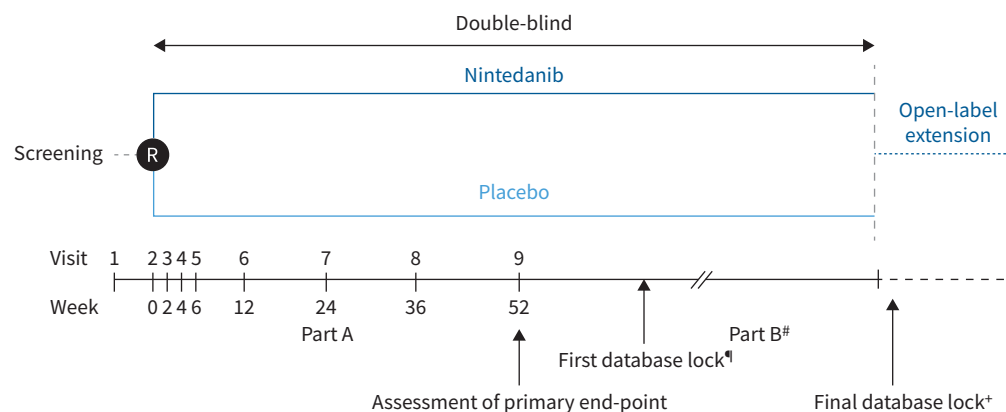 Double-blind
Nintedanib
Open-label
extension
Screening
R
Placebo
Visit 1 2 3 4 5 6 7 8 9
Week 0 2 4 6 12 24 36 52
Part A
Part B#
First database lock¶
Assessment of primary end-point
Final database lock+